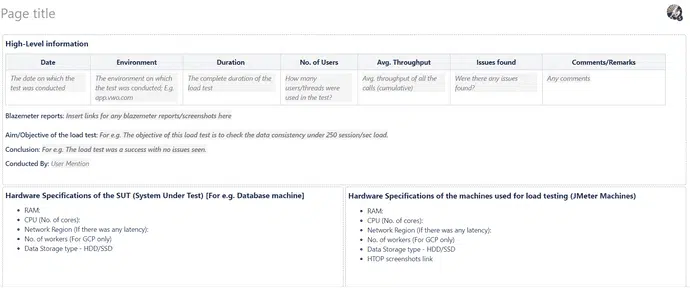 Page title
High-Level information
Date Environment Duration No. of Users Avg. Throughput Issues found Comments/Remarks
The date on which the test was conducted
The environment on which the test was conducted; E.g. app.vwo.com
The complete duration of the load test
How many users/threads were used in the test?
Avg. throughput of all the calls (cumulative)
Were there any issues found?
Any comments
Blazemeter reports: Insert links for any blazemeter reports/screenshots here
Aim/Objective of the load test: For e.g. The objective of this load test is to check the data consistency under 250 session/sec load.
Conclusion: For e.g. The load test was a success with no issues seen.
Conducted By: User Mention
Hardware Specifications of the SUT (System Under Test) [For e.g. Database machine]
• RAM:
• CPU (No. of cores):
• Network Region (If there was any latency):
• No. of workers (For GCP only)
• Data Storage type - HDD/SSD
Hardware Specifications of the machines used for load testing (JMeter Machines)
• RAM:
• CPU (No. of cores):
• Network Region (If there was any latency):
• No. of workers (For GCP only)
• Data Storage type - HDD/SSD
• HTOP screenshots link